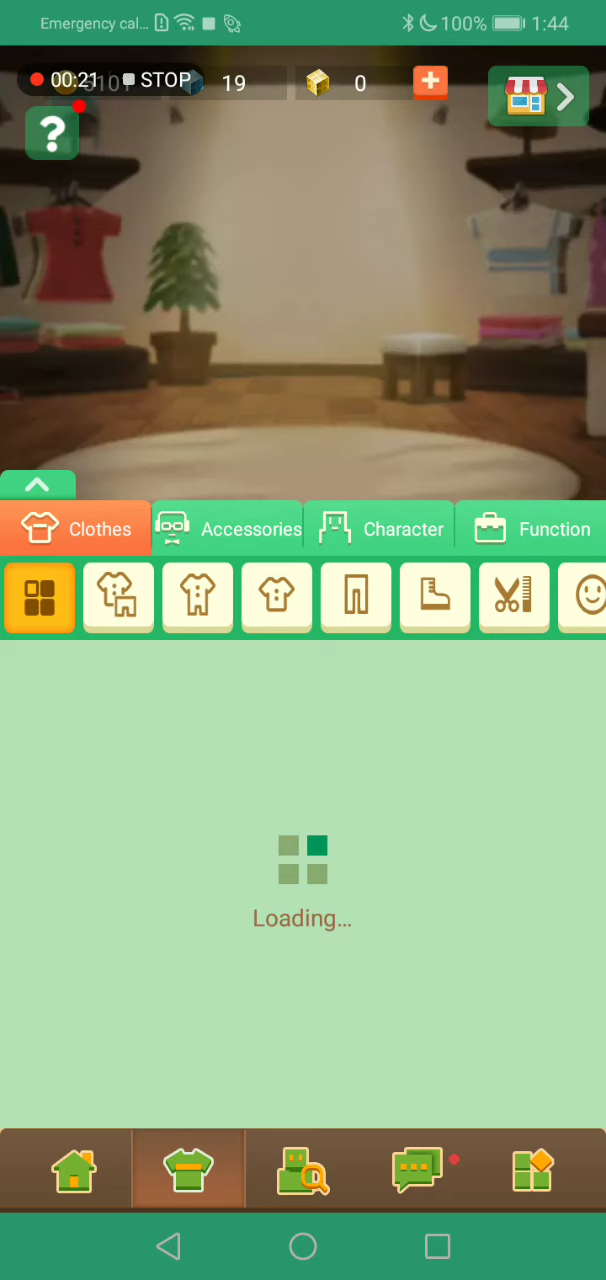 Emergency cal... 100% 1:44
00:21 STOP 19 0
?
Clothes Accessories Character Function
Loading...